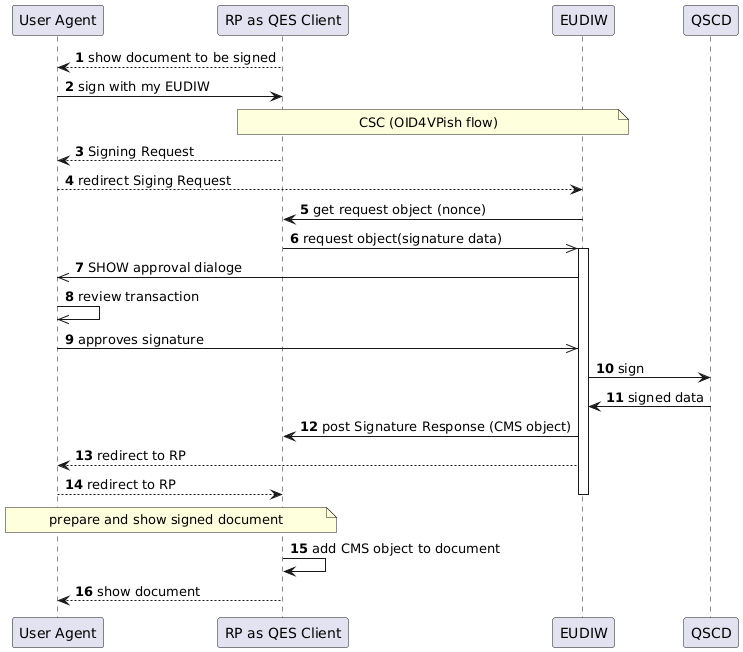 User Agent RP as QES Client EUDIW QSCD
1 show document to be signed
2 sign with my EUDIW
CSC (OID4VPish flow)
3 Signing Request
4 redirect Siging Request
5 get request object (nonce)
6 request object(signature data)
7 SHOW approval dialoge
8 review transaction
9 approves signature
10 sign
11 signed data
12 post Signature Response (CMS object)
13 redirect to RP
14 redirect to RP
prepare and show signed document
15 add CMS object to document
16 show document
User Agent RP as QES Client EUDIW QSCD